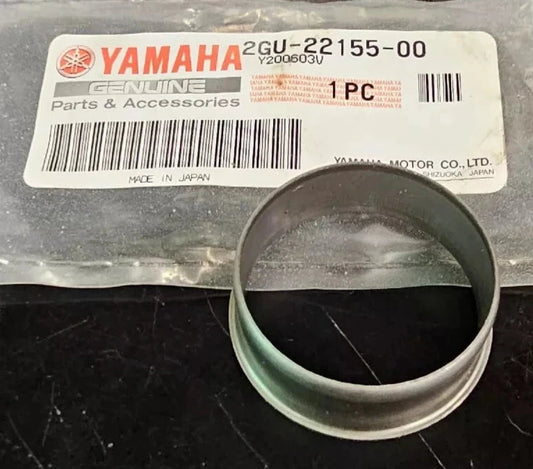 YAMAHA 2GU-22155-00
Y200603V
GENUINE
Parts & Accessories
1PC
MADE IN JAPAN
YAMAHA MOTOR CO.,LTD.
SHIZUOKA JAPAN